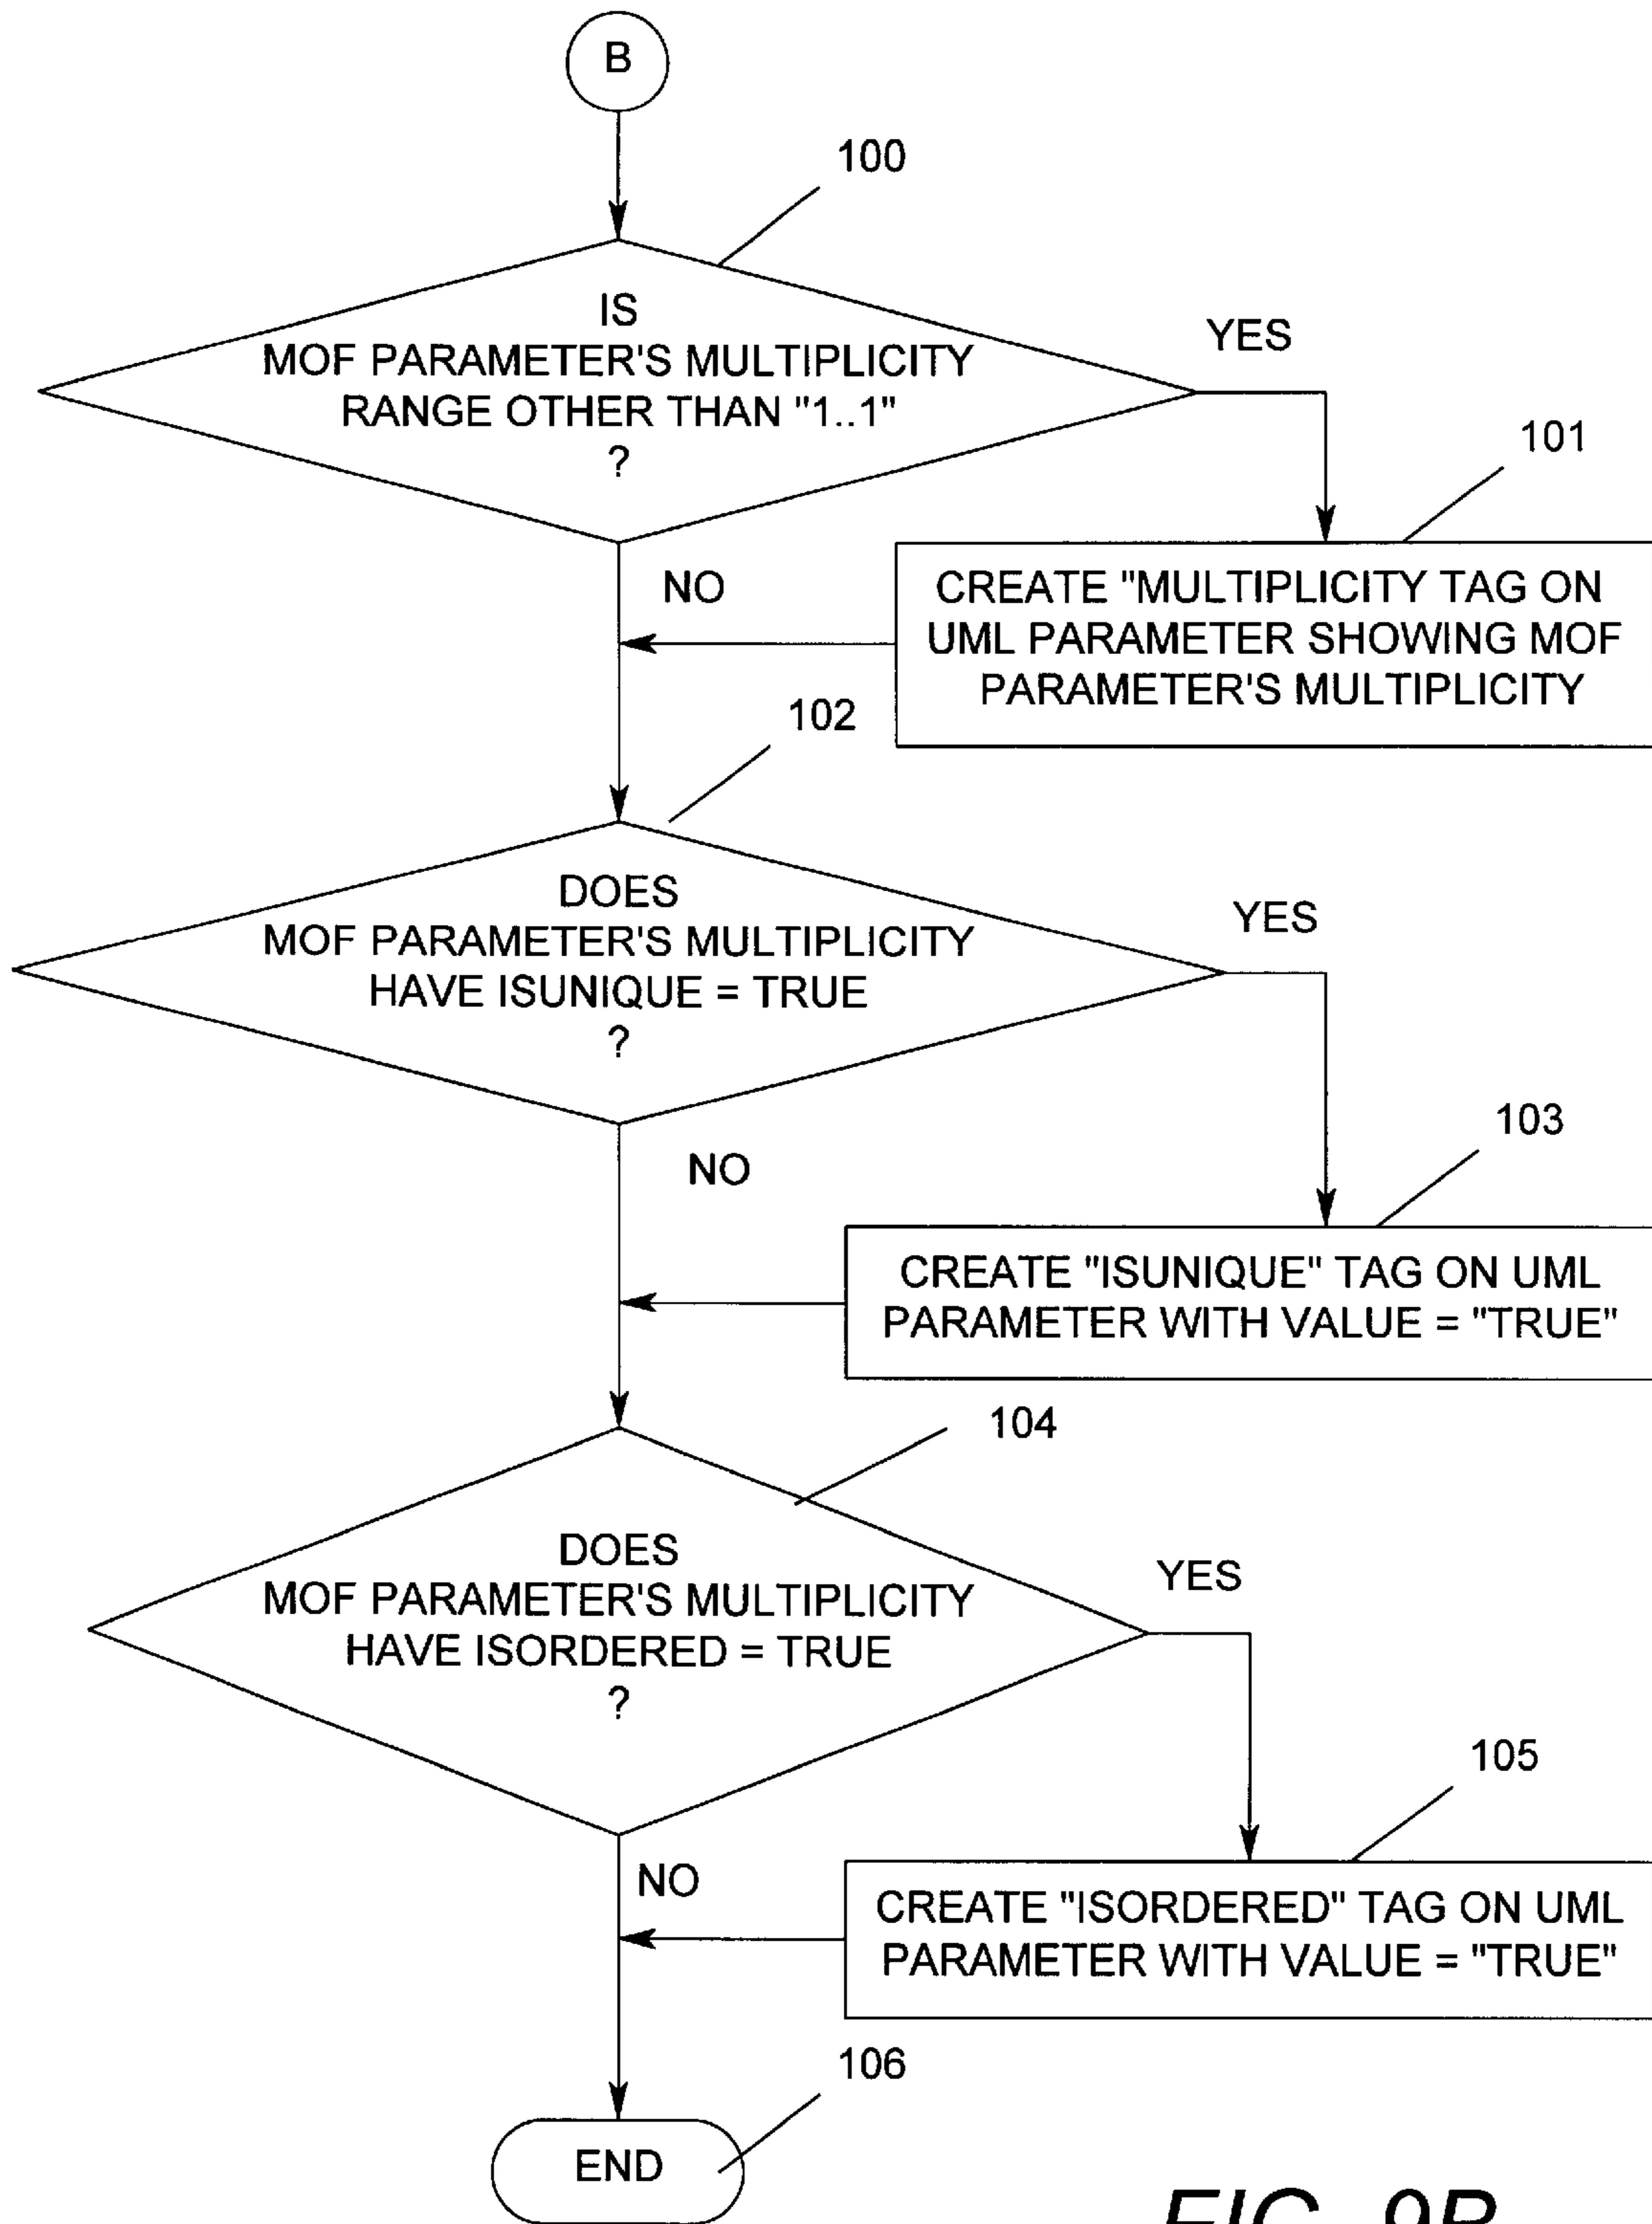 B
100
IS
MOF PARAMETER'S MULTIPLICITY
RANGE OTHER THAN "1..1"
?
YES
101
CREATE "MULTIPLICITY TAG ON
UML PARAMETER SHOWING MOF
PARAMETER'S MULTIPLICITY
NO
102
DOES
MOF PARAMETER'S MULTIPLICITY
HAVE ISUNIQUE = TRUE
?
YES
103
CREATE "ISUNIQUE" TAG ON UML
PARAMETER WITH VALUE = "TRUE"
NO
104
DOES
MOF PARAMETER'S MULTIPLICITY
HAVE ISORDERED = TRUE
?
YES
105
CREATE "ISORDERED" TAG ON UML
PARAMETER WITH VALUE = "TRUE"
NO
106
END
FIG. 9B